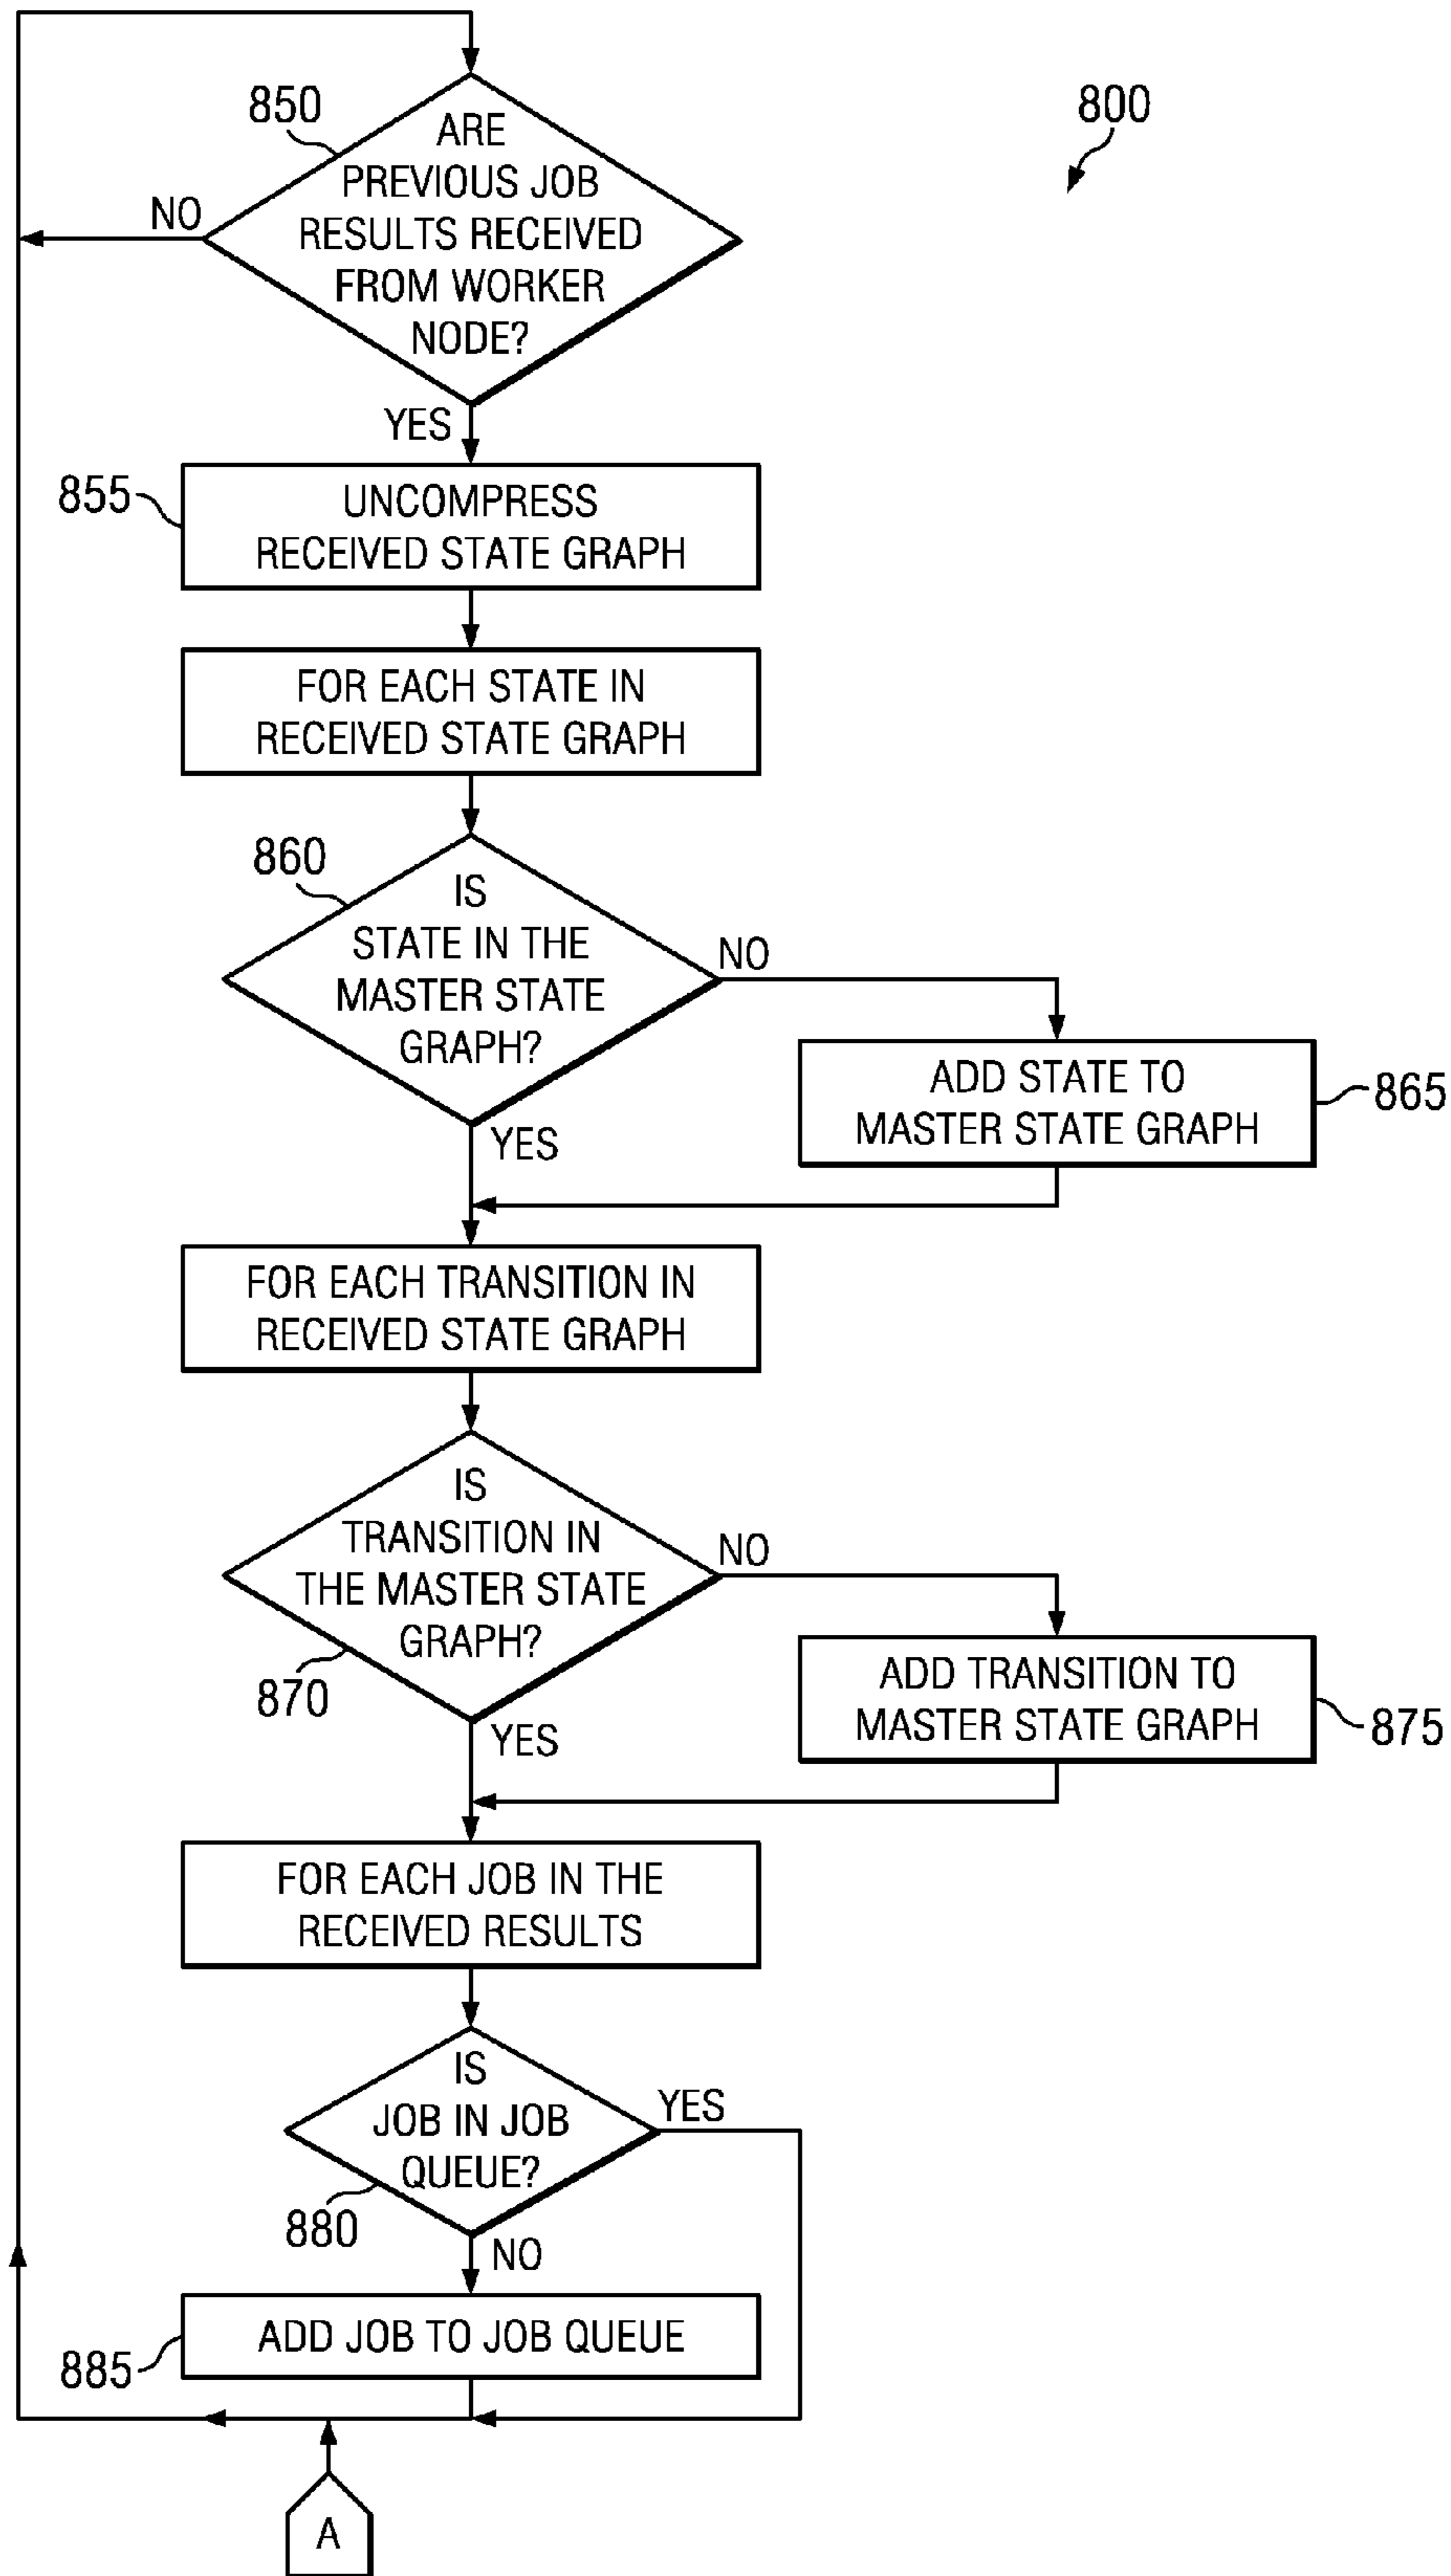 800
850
ARE
PREVIOUS JOB
RESULTS RECEIVED
FROM WORKER
NODE?
NO
YES
855
UNCOMPRESS
RECEIVED STATE GRAPH
FOR EACH STATE IN
RECEIVED STATE GRAPH
860
IS
STATE IN THE
MASTER STATE
GRAPH?
NO
YES
ADD STATE TO
MASTER STATE GRAPH
865
FOR EACH TRANSITION IN
RECEIVED STATE GRAPH
IS
TRANSITION IN
THE MASTER STATE
GRAPH?
870
NO
YES
ADD TRANSITION TO
MASTER STATE GRAPH
875
FOR EACH JOB IN THE
RECEIVED RESULTS
IS
JOB IN JOB
QUEUE?
880
YES
NO
ADD JOB TO JOB QUEUE
885
A